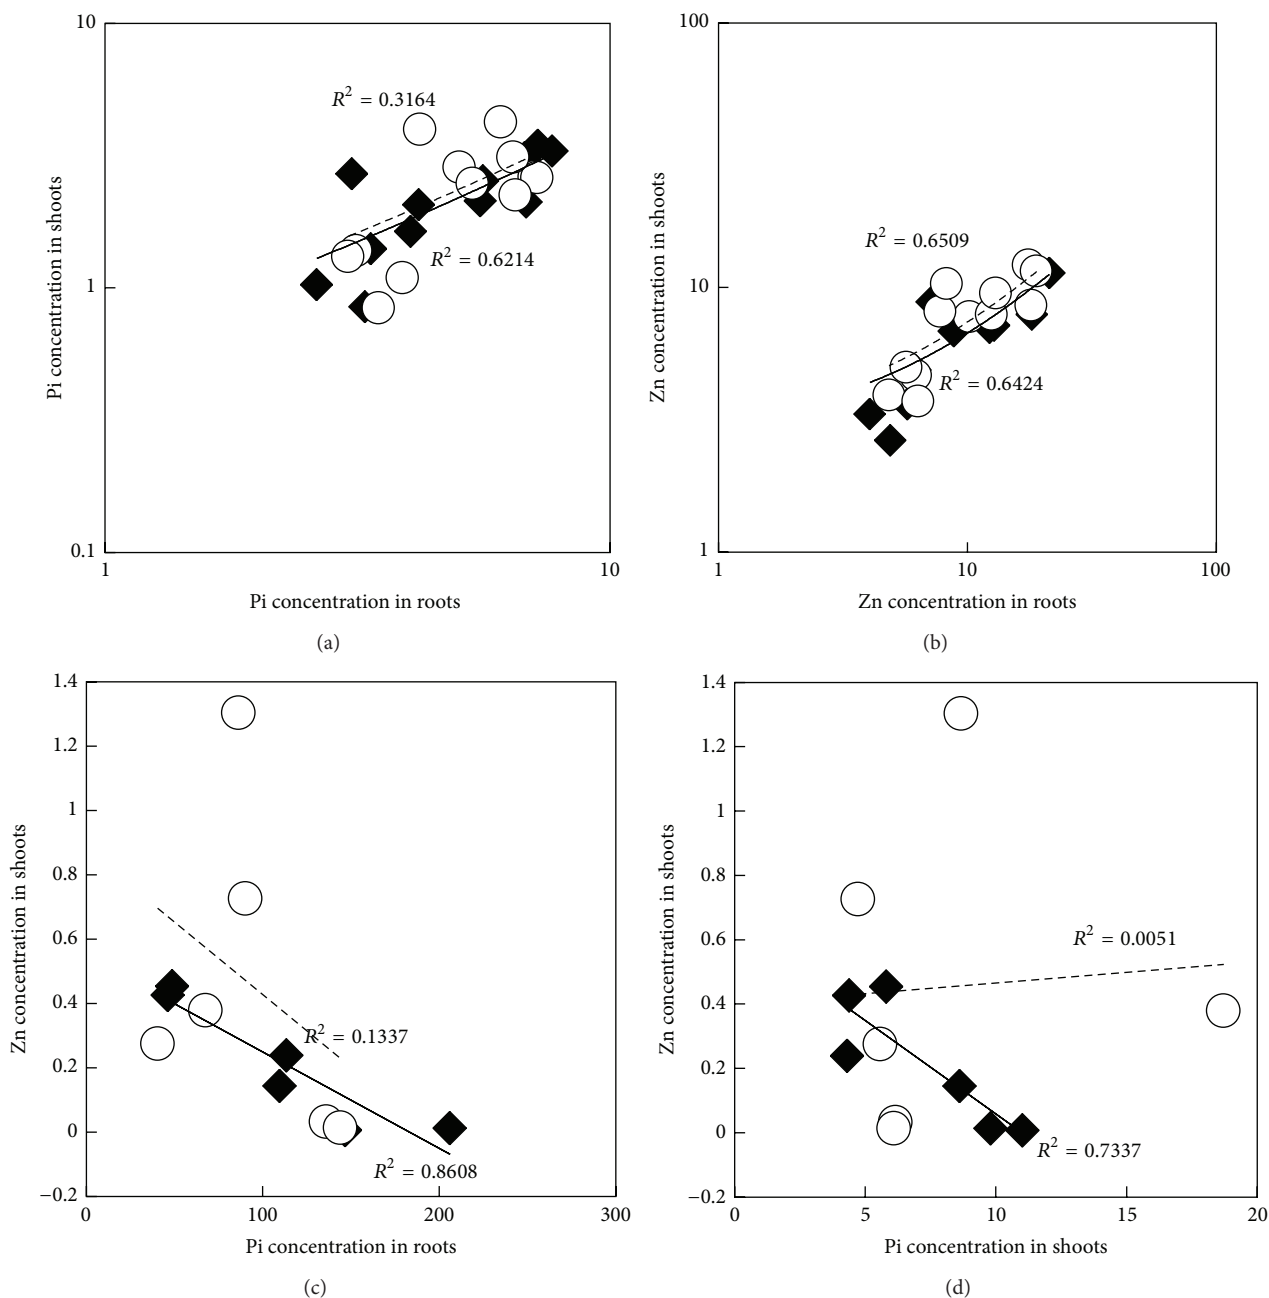 10
R² = 0.3164
Pi concentration in shoots
1
R² = 0.6214
0.1
1
10
Pi concentration in roots
(a)
100
R² = 0.6509
Zn concentration in shoots
10
R² = 0.6424
1
1
10
100
Zn concentration in roots
(b)
1.4
1.2
1
0.8
0.6
0.4
0.2
0
−0.2
Zn concentration in shoots
R² = 0.1337
R² = 0.8608
0
100
200
300
Pi concentration in roots
(c)
1.4
1.2
1
0.8
0.6
0.4
0.2
0
−0.2
Zn concentration in shoots
R² = 0.0051
R² = 0.7337
0
5
10
15
20
Pi concentration in shoots
(d)